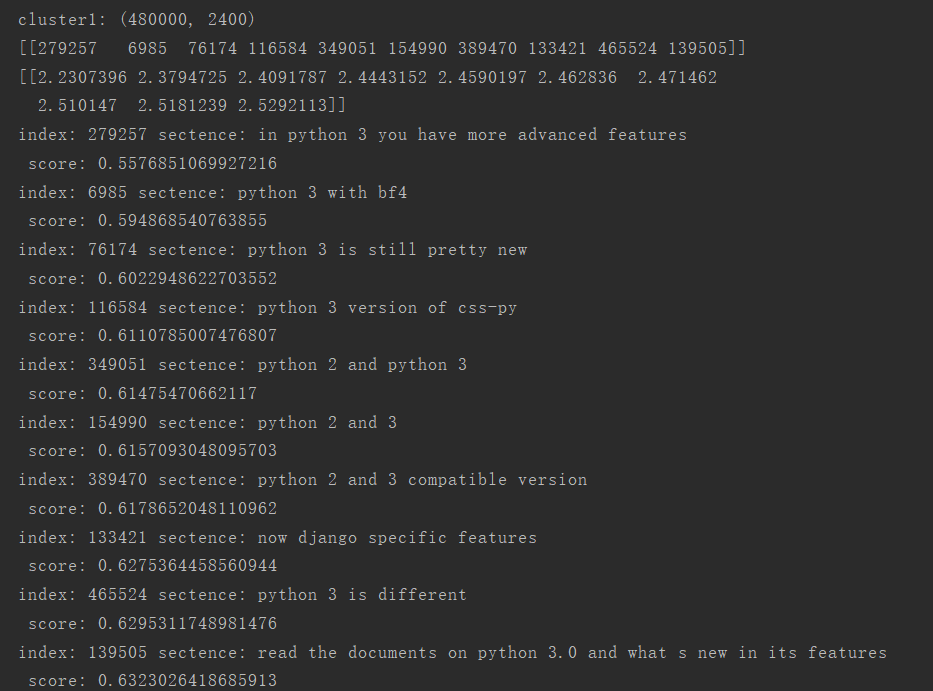 cluster1: (480000, 2400)
[[279257   6985  76174 116584 349051 154990 389470 133421 465524 139505]]
[[2.2307396 2.3794725 2.4091787 2.4443152 2.4590197 2.462836  2.471462
  2.510147  2.5181239 2.5292113]]
index: 279257 sectence: in python 3 you have more advanced features
 score: 0.5576851069927216
index: 6985 sectence: python 3 with bf4
 score: 0.594868540763855
index: 76174 sectence: python 3 is still pretty new
 score: 0.6022948622703552
index: 116584 sectence: python 3 version of css-py
 score: 0.6110785007476807
index: 349051 sectence: python 2 and python 3
 score: 0.61475470662117
index: 154990 sectence: python 2 and 3
 score: 0.6157093048095703
index: 389470 sectence: python 2 and 3 compatible version
 score: 0.6178652048110962
index: 133421 sectence: now django specific features
 score: 0.6275364458560944
index: 465524 sectence: python 3 is different
 score: 0.6295311748981476
index: 139505 sectence: read the documents on python 3.0 and what s new in its features
 score: 0.6323026418685913